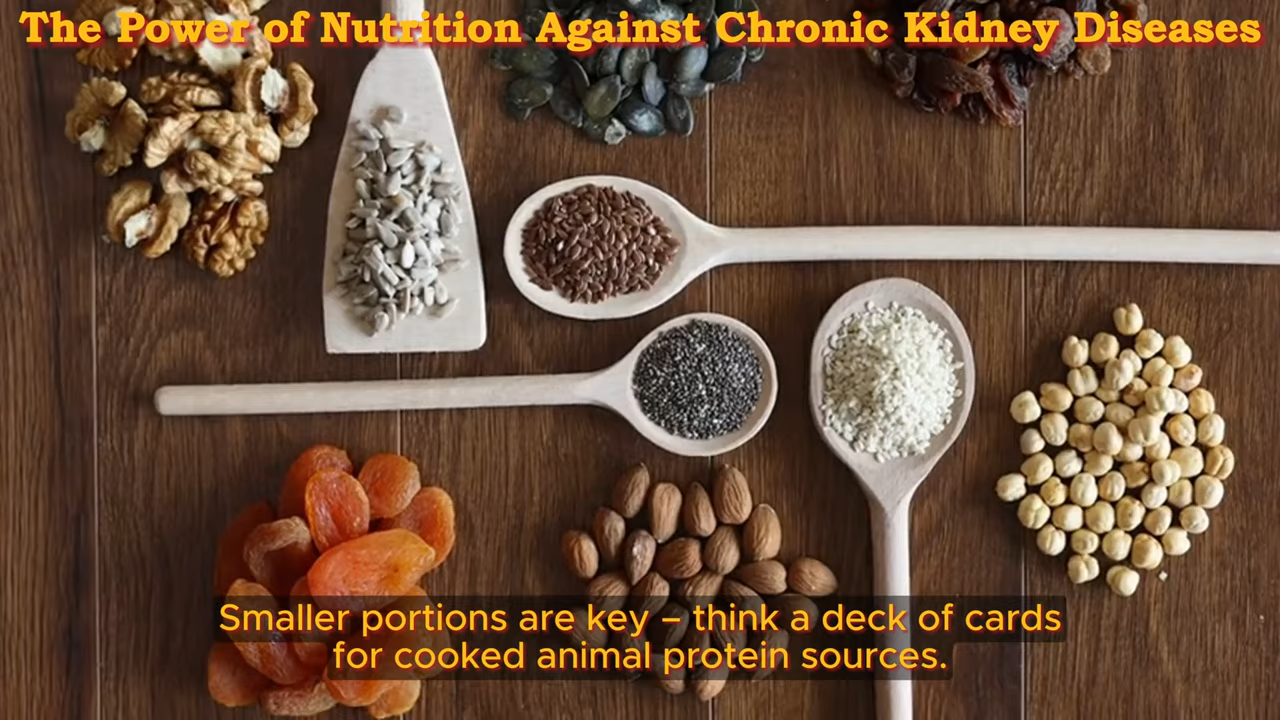 The Power of Nutrition Against Chronic Kidney Diseases
Smaller portions are key – think a deck of cards
for cooked animal protein sources.